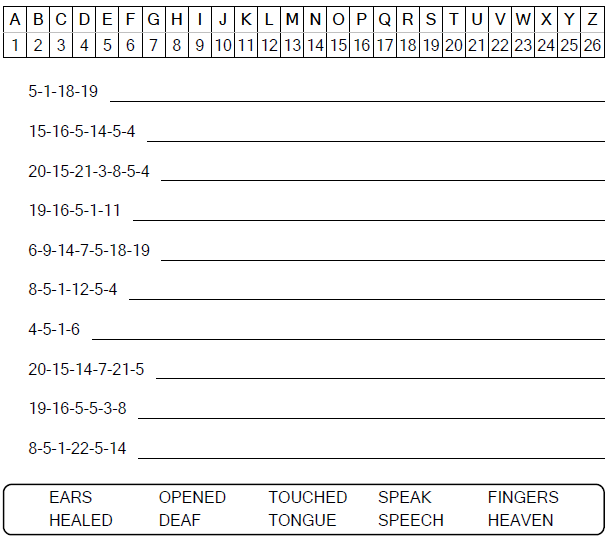 A B C D E F G H I J K L M N O P Q R S T U V W X Y Z
1 2 3 4 5 6 7 8 9 10 11 12 13 14 15 16 17 18 19 20 21 22 23 24 25 26
5-1-18-19
15-16-5-14-5-4
20-15-21-3-8-5-4
19-16-5-1-11
6-9-14-7-5-18-19
8-5-1-12-5-4
4-5-1-6
20-15-14-7-21-5
19-16-5-5-3-8
8-5-1-22-5-14
EARS OPENED TOUCHED SPEAK FINGERS
HEALED DEAF TONGUE SPEECH HEAVEN